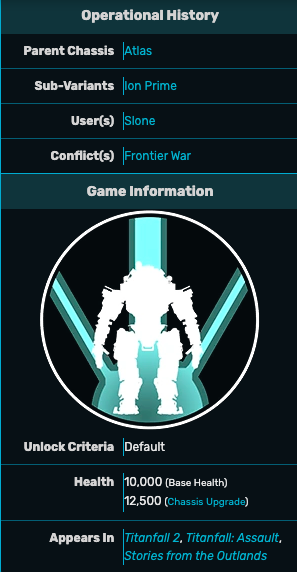 Operational History
Parent Chassis Atlas
Sub-Variants Ion Prime
User(s) Slone
Conflict(s) Frontier War
Game Information
Unlock Criteria Default
Health 10,000 (Base Health)
12,500 (Chassis Upgrade)
Appears In Titanfall 2, Titanfall: Assault,
Stories from the Outlands